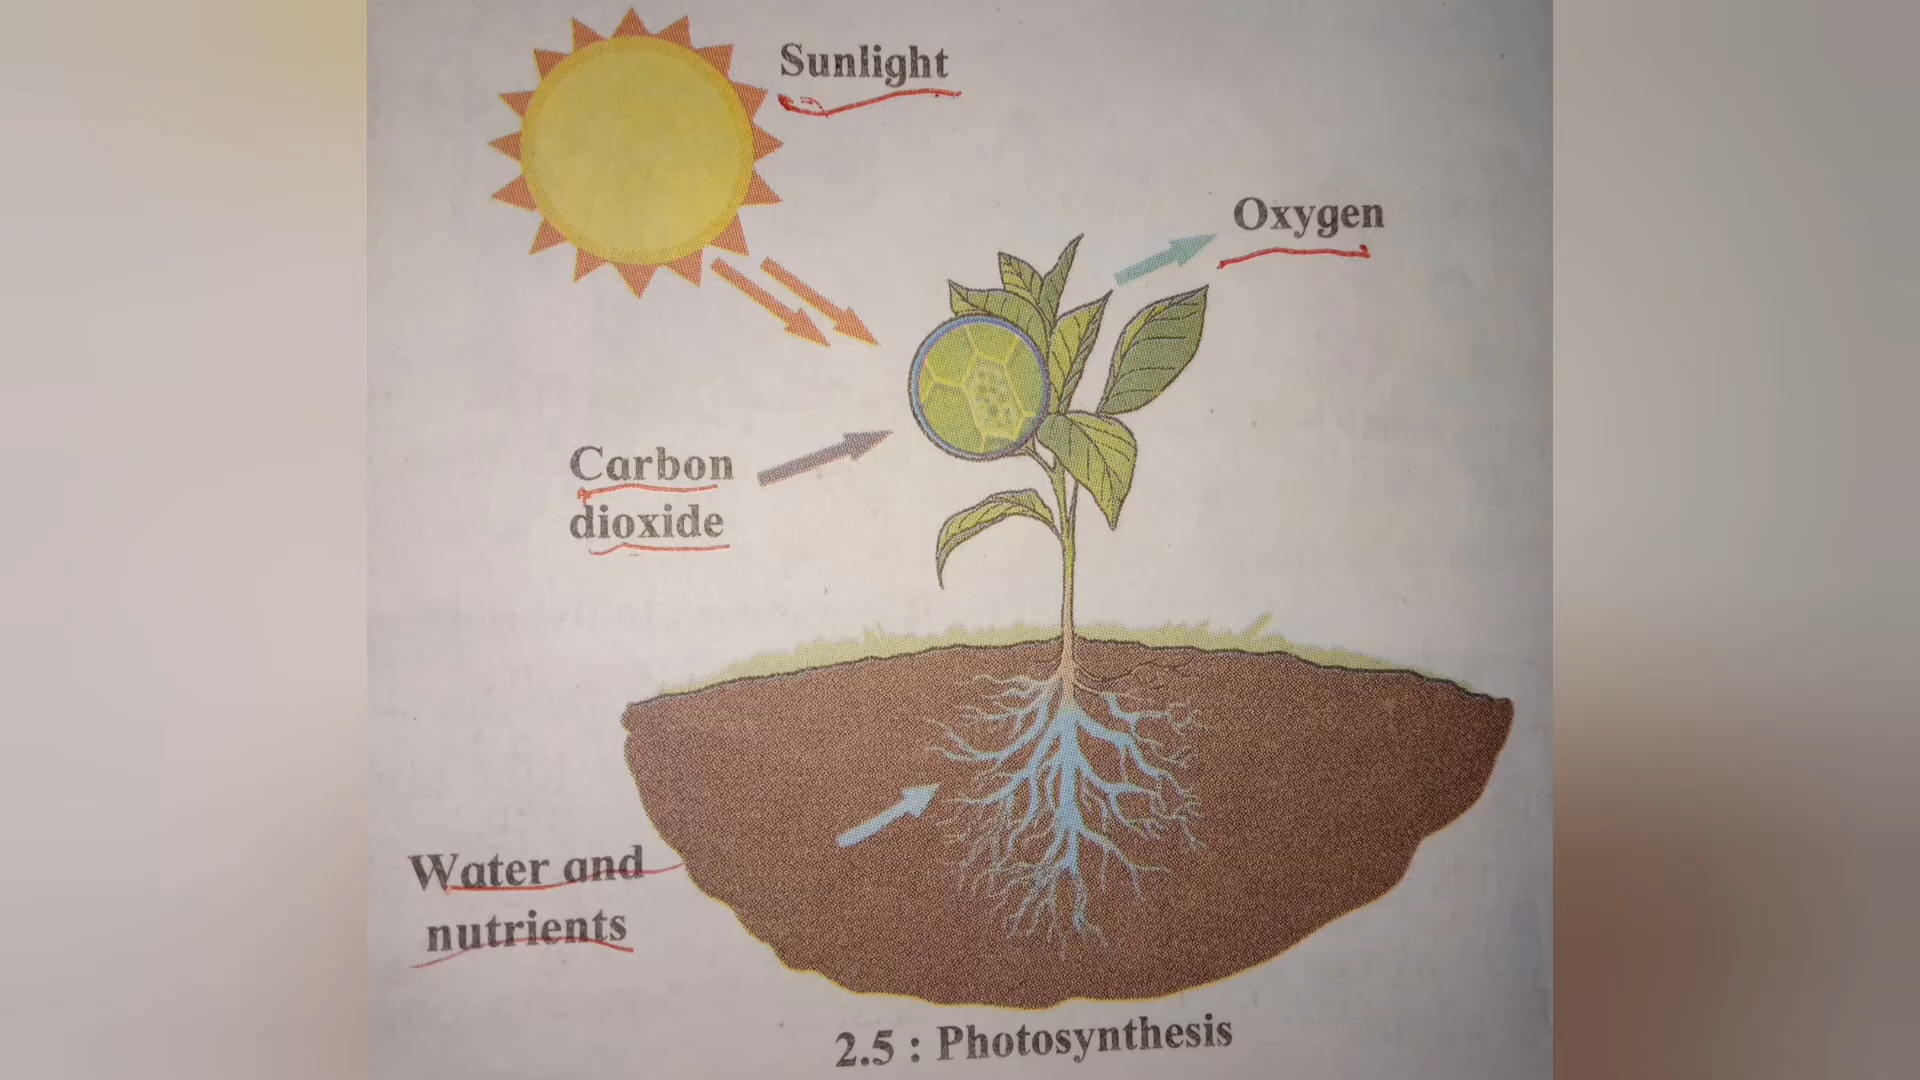 Sunlight
Oxygen
Carbon
dioxide
Water and
nutrients
2.5 : Photosynthesis